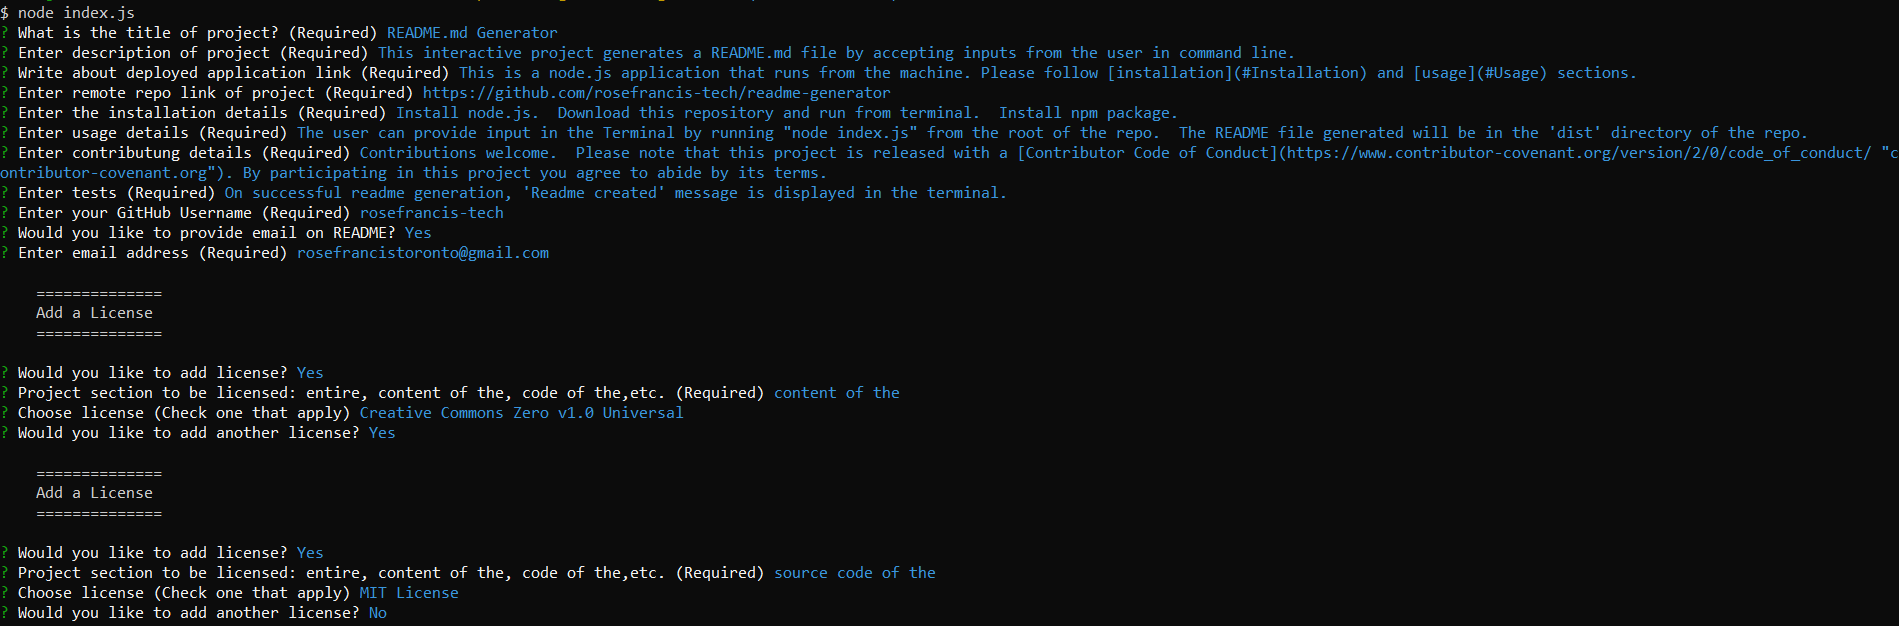 $ node index.js
? What is the title of project? (Required) README.md Generator
? Enter description of project (Required) This interactive project generates a README.md file by accepting inputs from the user in command line.
? Write about deployed application link (Required) This is a node.js application that runs from the machine. Please follow [installation](#Installation) and [usage](#Usage) sections.
? Enter remote repo link of project (Required) https://github.com/rosefrancis-tech/readme-generator
? Enter the installation details (Required) Install node.js.  Download this repository and run from terminal.  Install npm package.
? Enter usage details (Required) The user can provide input in the Terminal by running "node index.js" from the root of the repo.  The README file generated will be in the 'dist' directory of the repo.
? Enter contributung details (Required) Contributions welcome.  Please note that this project is released with a [Contributor Code of Conduct](https://www.contributor-covenant.org/version/2/0/code_of_conduct/ "c
ontributor-covenant.org"). By participating in this project you agree to abide by its terms.
? Enter tests (Required) On successful readme generation, 'Readme created' message is displayed in the terminal.
? Enter your GitHub Username (Required) rosefrancis-tech
? Would you like to provide email on README? Yes
? Enter email address (Required) rosefrancistoronto@gmail.com
==============
Add a License
==============
? Would you like to add license? Yes
? Project section to be licensed: entire, content of the, code of the,etc. (Required) content of the
? Choose license (Check one that apply) Creative Commons Zero v1.0 Universal
? Would you like to add another license? Yes
==============
Add a License
==============
? Would you like to add license? Yes
? Project section to be licensed: entire, content of the, code of the,etc. (Required) source code of the
? Choose license (Check one that apply) MIT License
? Would you like to add another license? No